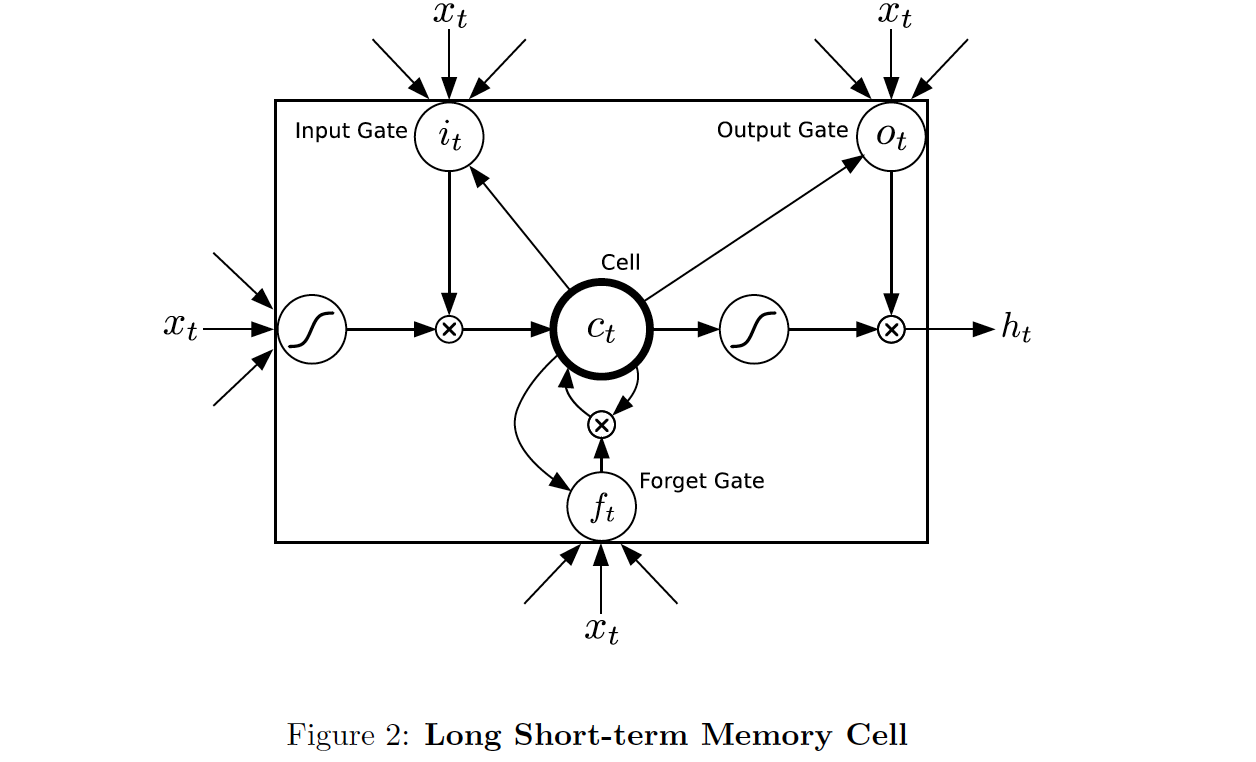 x_t x_t
Input Gate i_t Output Gate o_t
Cell
x_t c_t h_t
Forget Gate
f_t
x_t
Figure 2: Long Short-term Memory Cell